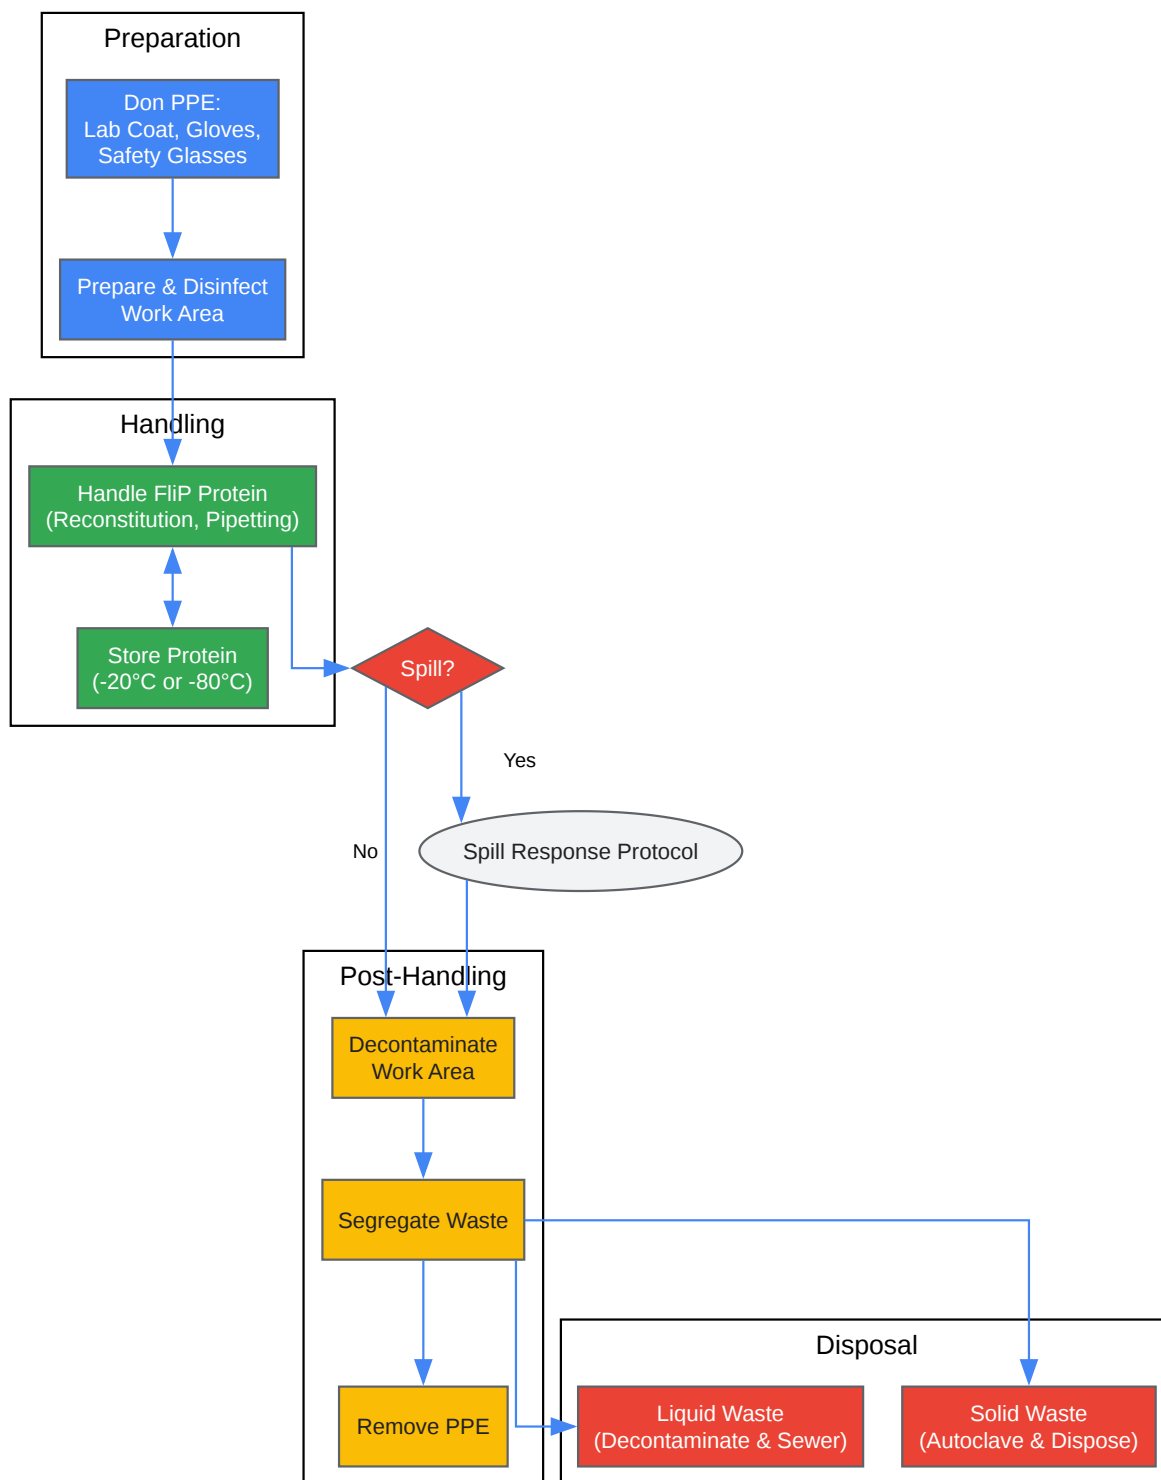 Preparation
Don PPE:
Lab Coat, Gloves,
Safety Glasses
Prepare & Disinfect
Work Area
Handling
Handle FliP Protein
(Reconstitution, Pipetting)
Store Protein
(-20°C or -80°C)
Spill?
Yes
No
Spill Response Protocol
Post-Handling
Decontaminate
Work Area
Segregate Waste
Remove PPE
Disposal
Liquid Waste
(Decontaminate & Sewer)
Solid Waste
(Autoclave & Dispose)